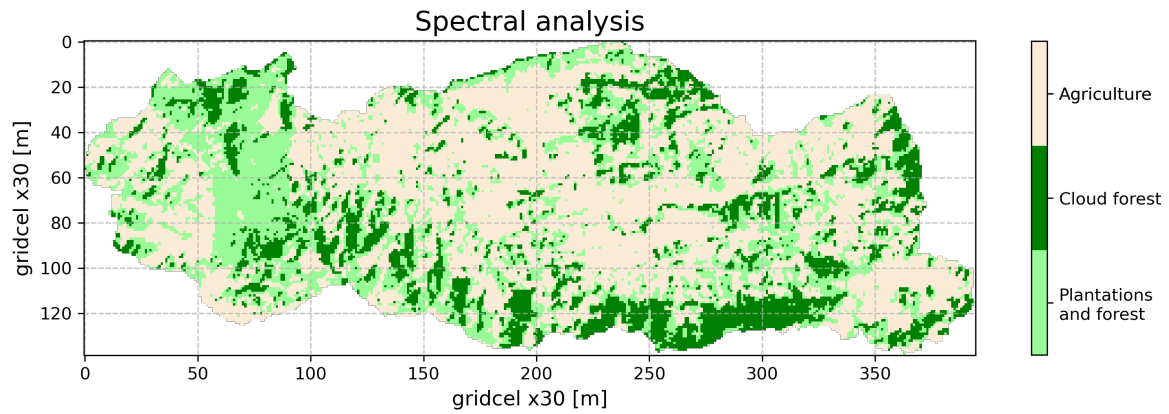 Spectral analysis
gridcel x30 [m]
0
20
40
60
80
100
120
0 50 100 150 200 250 300 350
gridcel x30 [m]
Agriculture
Cloud forest
Plantations
and forest